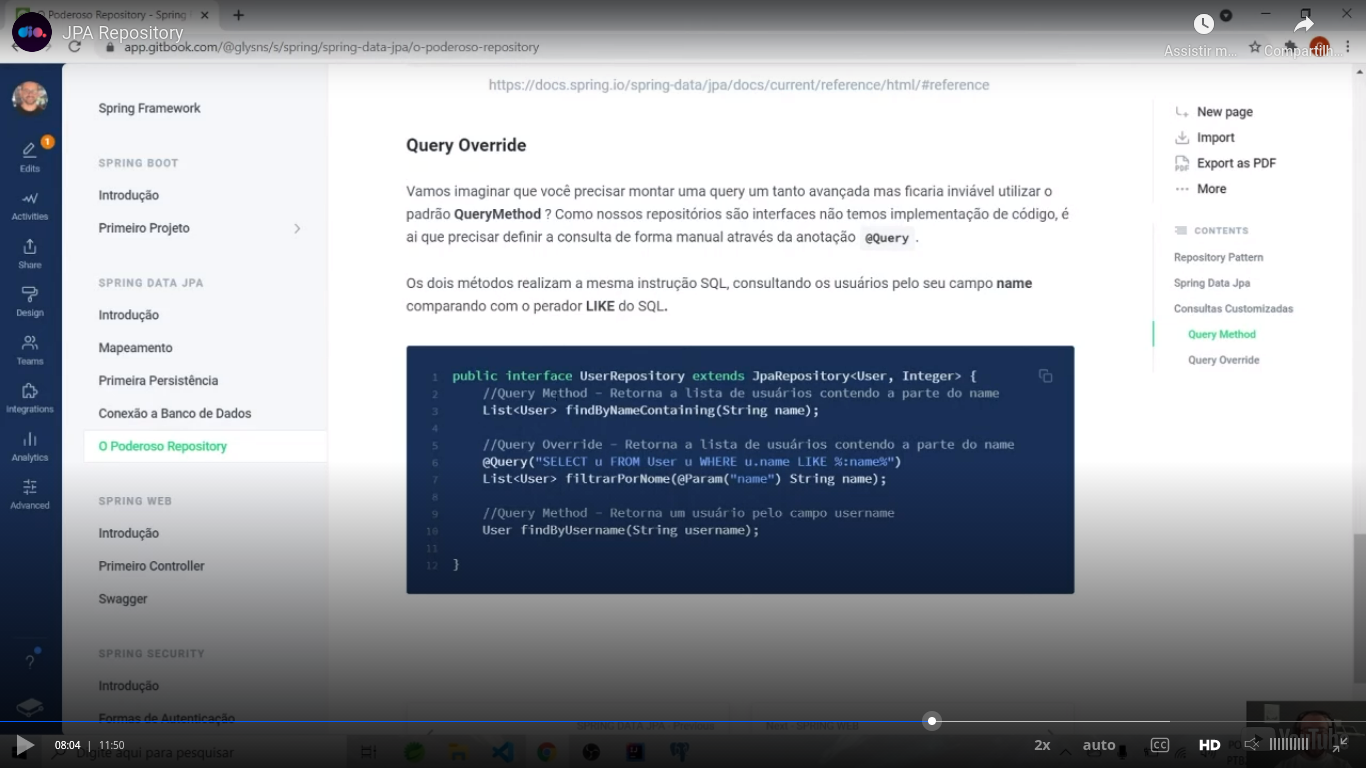 O Poderoso Repository - Spring
JPA Repository
app.gitbook.com/@glysns/s/spring/spring-data-jpa/o-poderoso-repository
Assistir m...
Compartilh...
Edits
1
Activities
Share
Design
Teams
Integrations
Analytics
Advanced
?
Spring Framework
SPRING BOOT
Introdução
Primeiro Projeto
SPRING DATA JPA
Introdução
Mapeamento
Primeira Persistência
Conexão a Banco de Dados
O Poderoso Repository
SPRING WEB
Introdução
Primeiro Controller
Swagger
SPRING SECURITY
Introdução
Formas de Autenticação
https://docs.spring.io/spring-data/jpa/docs/current/reference/html/#reference
Query Override
Vamos imaginar que você precisar montar uma query um tanto avançada mas ficaria inviável utilizar o
padrão QueryMethod ? Como nossos repositórios são interfaces não temos implementação de código, é
ai que precisar definir a consulta de forma manual através da anotação @Query .
Os dois métodos realizam a mesma instrução SQL, consultando os usuários pelo seu campo name
comparando com o perador LIKE do SQL.
1 public interface UserRepository extends JpaRepository<User, Integer> {
2 //Query Method - Retorna a lista de usuários contendo a parte do name
3 List<User> findByNameContaining(String name);
4
5 //Query Override - Retorna a lista de usuários contendo a parte do name
6 @Query("SELECT u FROM User u WHERE u.name LIKE %:name%")
7 List<User> filtrarPorNome(@Param("name") String name);
8
9 //Query Method - Retorna um usuário pelo campo username
10 User findByUsername(String username);
11
12 }
SPRING DATA JPA - Previous
Next - SPRING WEB
New page
Import
Export as PDF
More
CONTENTS
Repository Pattern
Spring Data Jpa
Consultas Customizadas
Query Method
Query Override
08:04 | 11:50
Digite aqui para pesquisar
2x
auto
CC
HD
YouTube